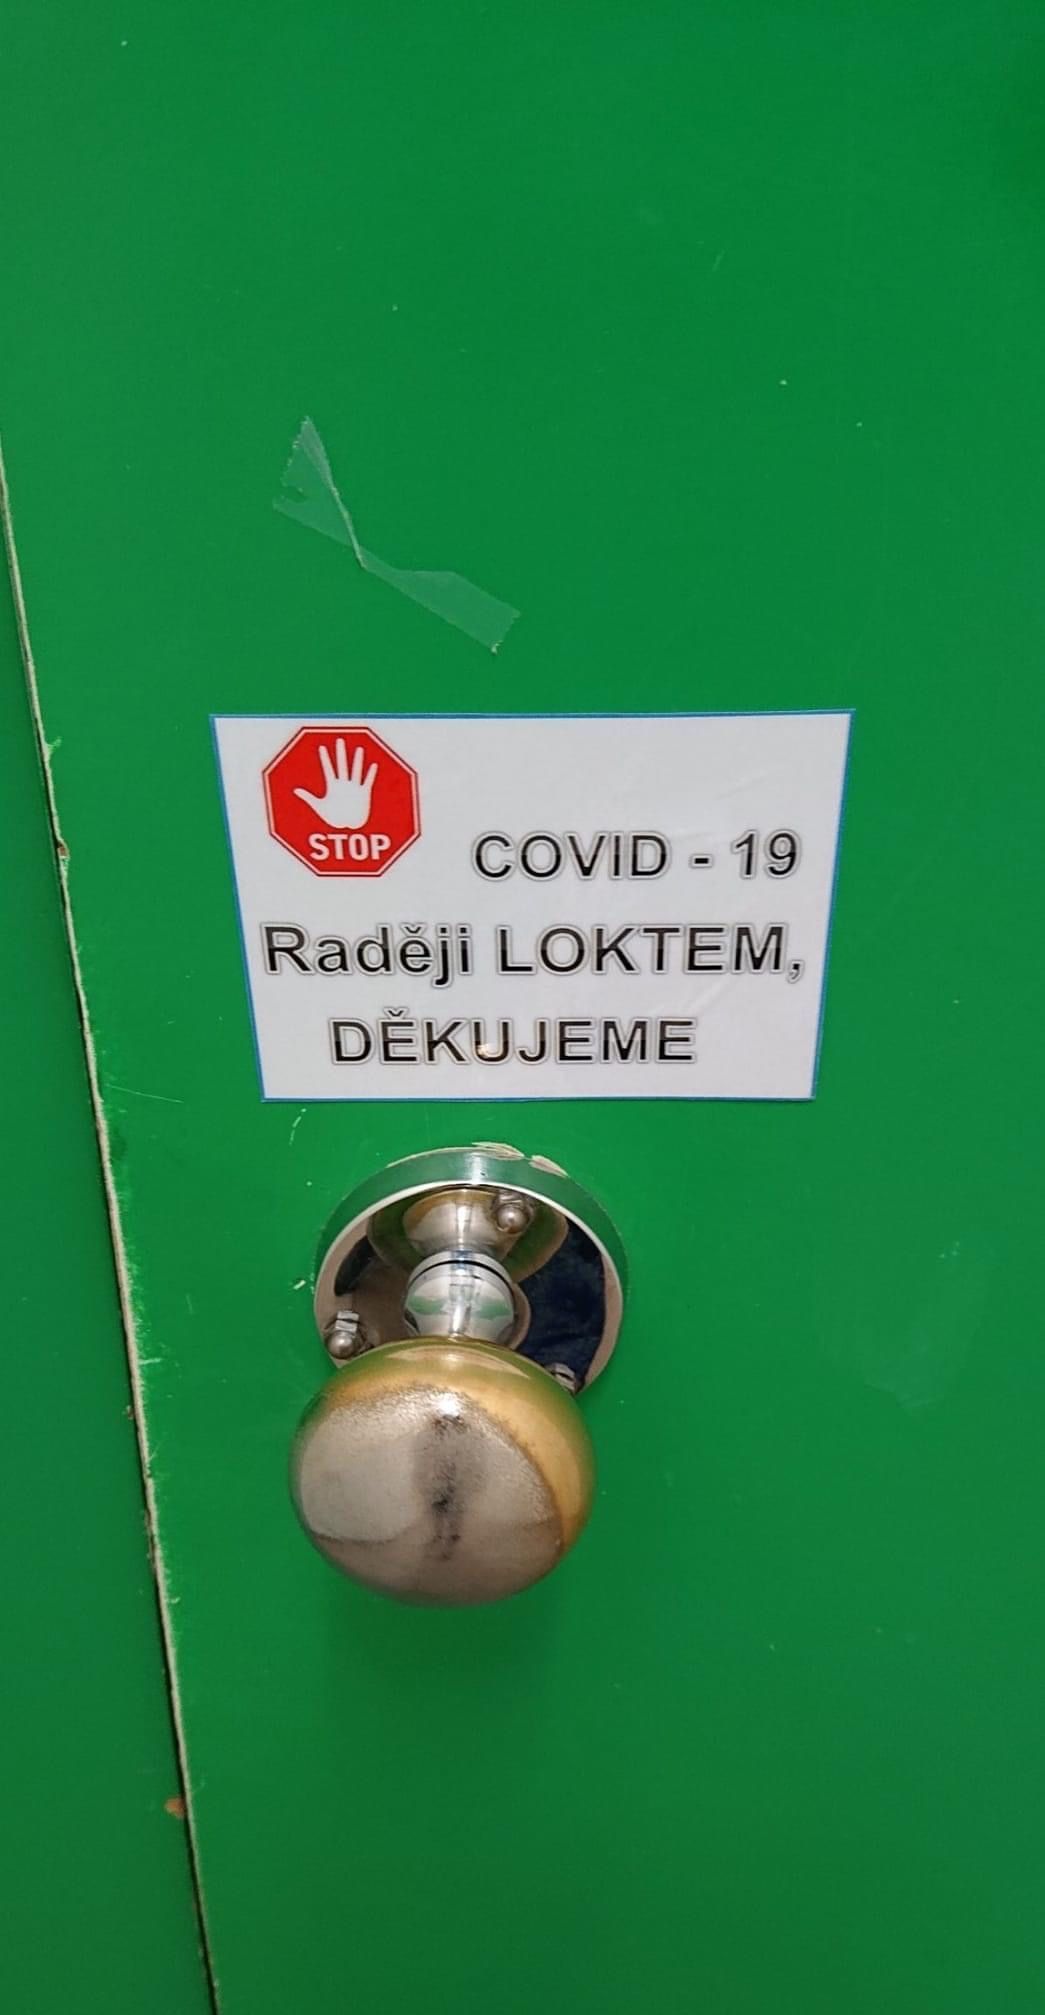 STOP
COVID - 19
Raději LOKTEM,
DĚKUJEME